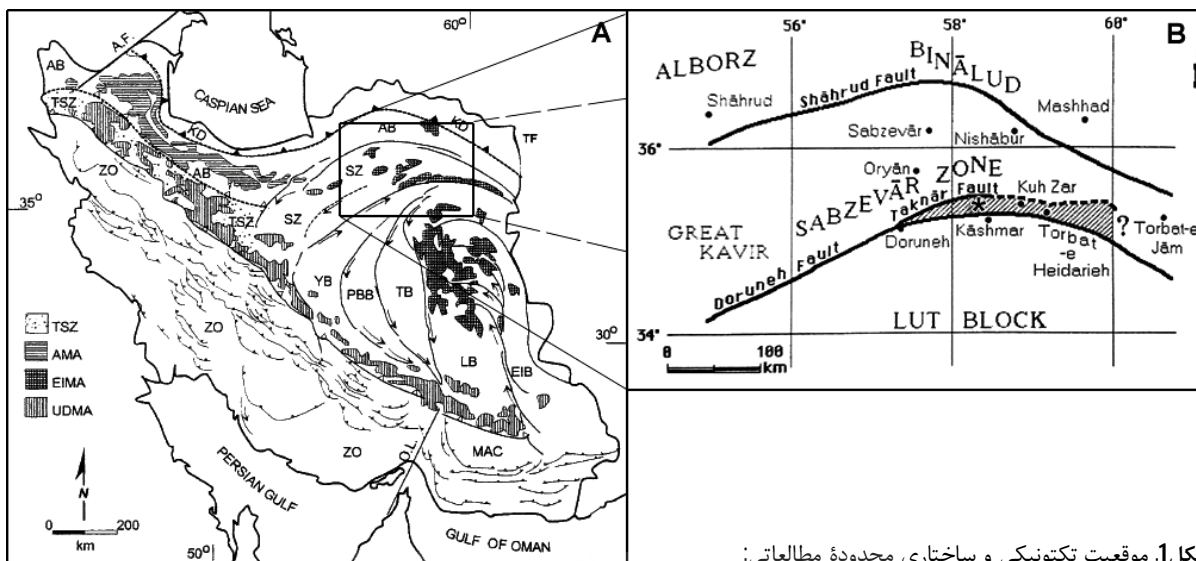 60°
A
A.F.
AB
CASPIAN SEA
TSZ
KD
AB
KD
TF
ZO
AB
SZ
35°
TSZ
SZ
YB
PBB
TB
ZO
30°
LB
EIB
TSZ
AMA
EIMA
UDMA
ZO
MAC
O.L.
PERSIAN GULF
N
0 200
km
50°
GULF OF OMAN
56° 58° 60°
B
ALBORZ
BINĀLUD
Shāhrud Fault
Shāhrud
Mashhad
Sabzevār
Nishābur
36°
Oryān
SABZEVĀR ZONE
Taknār Fault
Kuh Zar
*
?
GREAT
KAVIR
Doruneh
Kāshmar
Torbat
-e
Heidarieh
Torbat-e
Jām
Doruneh Fault
34°
LUT BLOCK
0 100
km
کل1. موقعیت تکتونیکی و ساختاری محدودۀ مطالعاتی: